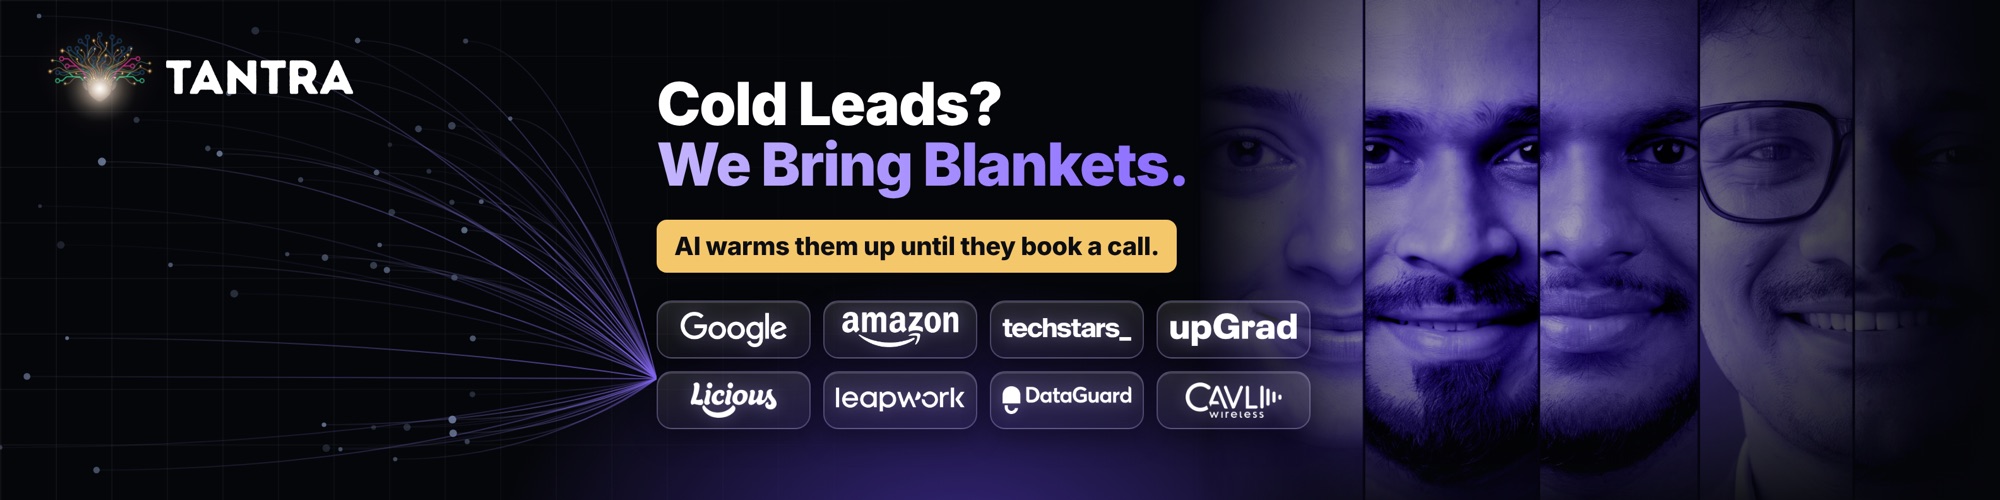 TANTRA
Cold Leads?
We Bring Blankets.
AI warms them up until they book a call.
Google
amazon
techstars_
upGrad
Licious
leapwork
DataGuard
CAVLI
wireless